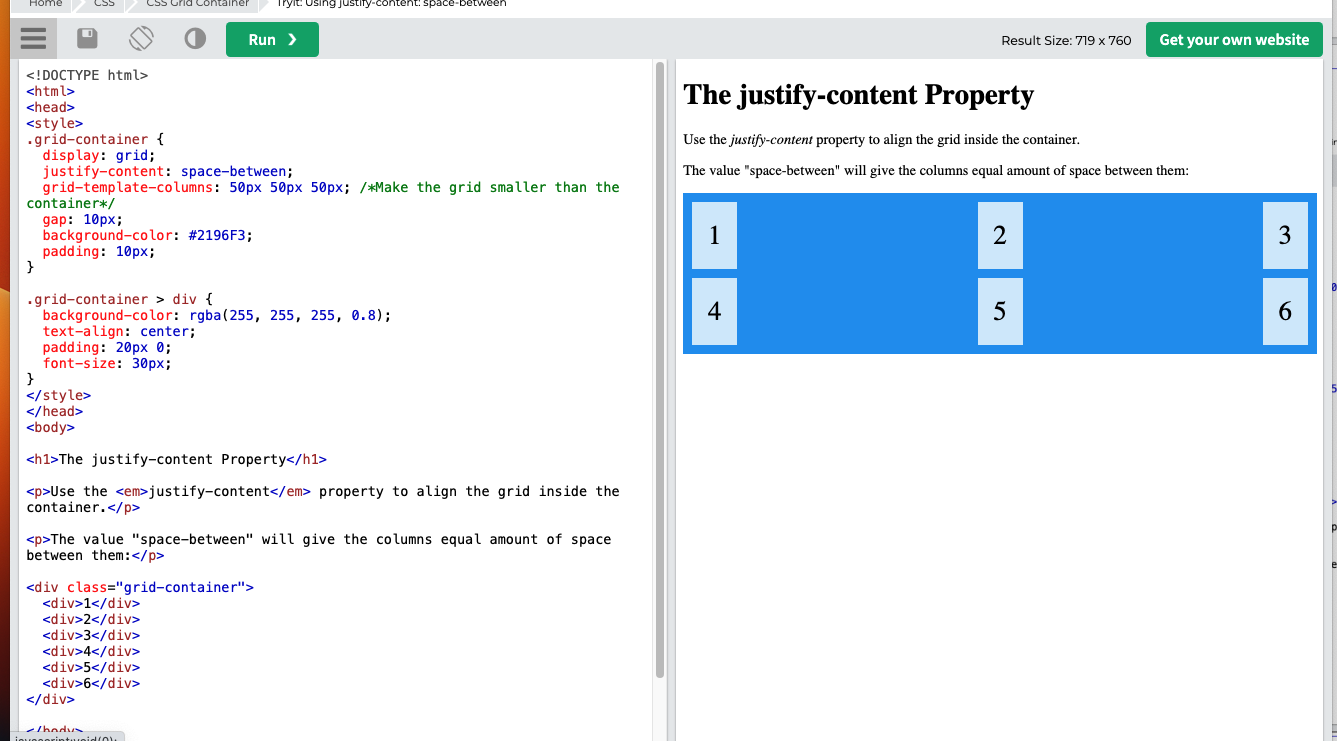 Home CSS CSS Grid Container Tryit: Using justify-content: space-between
Run ❯ Result Size: 719 x 760 Get your own website
<!DOCTYPE html>
<html>
<head>
<style>
.grid-container {
  display: grid;
  justify-content: space-between;
  grid-template-columns: 50px 50px 50px; /*Make the grid smaller than the
container*/
  gap: 10px;
  background-color: #2196F3;
  padding: 10px;
}
.grid-container > div {
  background-color: rgba(255, 255, 255, 0.8);
  text-align: center;
  padding: 20px 0;
  font-size: 30px;
}
</style>
</head>
<body>
<h1>The justify-content Property</h1>
<p>Use the <em>justify-content</em> property to align the grid inside the
container.</p>
<p>The value "space-between" will give the columns equal amount of space
between them:</p>
<div class="grid-container">
  <div>1</div>
  <div>2</div>
  <div>3</div>
  <div>4</div>
  <div>5</div>
  <div>6</div>
</div>
</body>
javascript:void(0);
The justify-content Property
Use the justify-content property to align the grid inside the container.
The value "space-between" will give the columns equal amount of space between them:
1 2 3
4 5 6